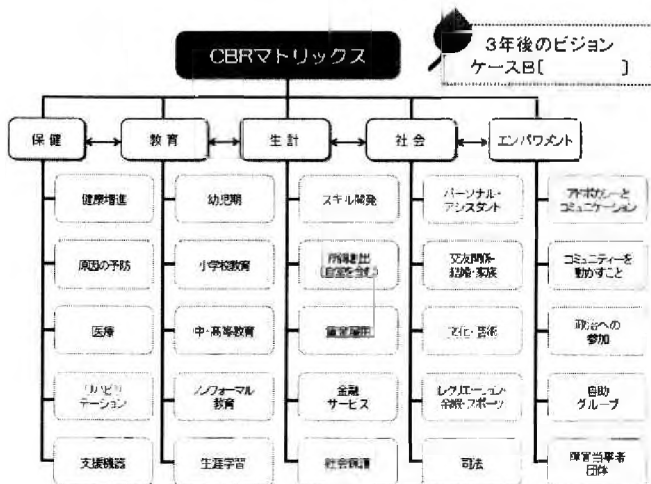 CBRマトリックス
3年後のビジョン
ケースB[ ]
保健
教育
生計
社会
エンパワメント
健康増進
幼児期
スキル開発
パーソナル・
アシスタント
アドボカシーと
コミュニケーション
原因の予防
小学校教育
所得創出
(自営を含む)
交友関係・
結婚・家族
コミュニティーを
動かすこと
医療
中・高等教育
賃金雇用
文化・芸術
政治への
参加
リハビリ
テーション
ノンフォーマル
教育
金融
サービス
レクリエーション・
余暇・スポーツ
自助
グループ
支援機器
生涯学習
社会保護
司法
障害当事者
団体